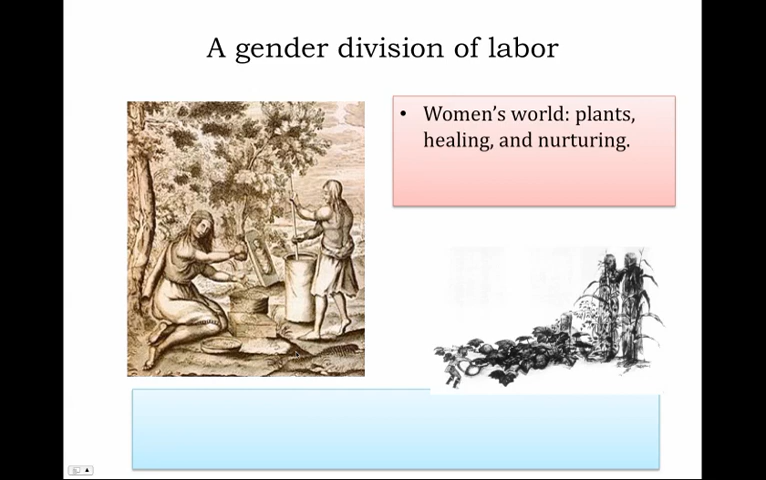 A gender division of labor
• Women's world: plants,
healing, and nurturing.